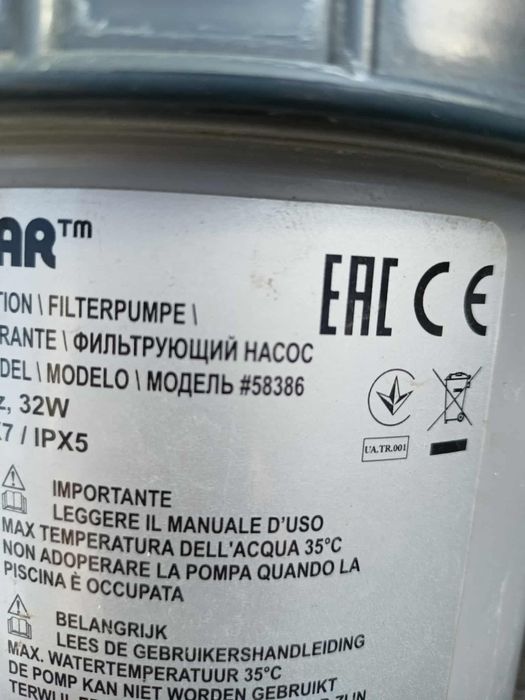 AR™
EAC CE
TION \ FILTERPUMPE \
RANTE \ ФИЛЬТРУЮЩИЙ НАСОС
DEL \ MODELO \ МОДЕЛЬ #58386
z, 32W
7 / IPX5
UA.TR.001
IMPORTANTE
LEGGERE IL MANUALE D'USO
MAX TEMPERATURA DELL'ACQUA 35°C
NON ADOPERARE LA POMPA QUANDO LA
PISCINA È OCCUPATA
BELANGRIJK
LEES DE GEBRUIKERSHANDLEIDING
MAX. WATERTEMPERATUUR 35°C
DE POMP KAN NIET WORDEN GEBRUIKT